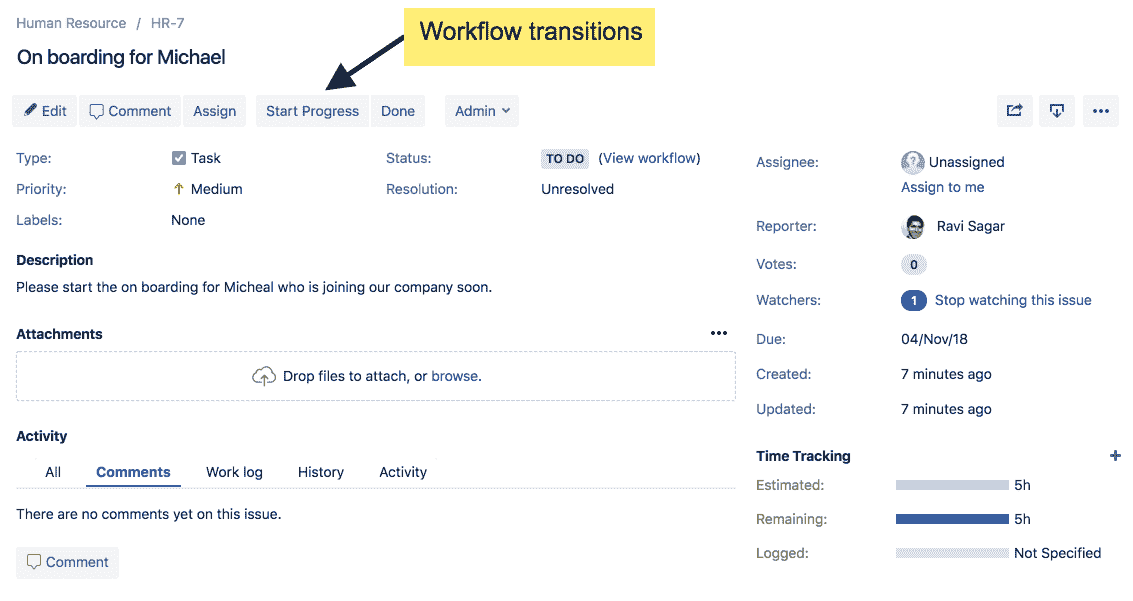 Human Resource / HR-7
Workflow transitions
On boarding for Michael
Edit Comment Assign Start Progress Done Admin
Type: Task Status: TO DO (View workflow) Assignee: Unassigned
Assign to me
Priority: Medium Resolution: Unresolved
Labels: None
Reporter: Ravi Sagar
Description
Votes: 0
Please start the on boarding for Micheal who is joining our company soon.
Watchers: 1 Stop watching this issue
Attachments
Due: 04/Nov/18
Drop files to attach, or browse.
Created: 7 minutes ago
Updated: 7 minutes ago
Activity
All Comments Work log History Activity
There are no comments yet on this issue.
Comment
Time Tracking
Estimated: 5h
Remaining: 5h
Logged: Not Specified